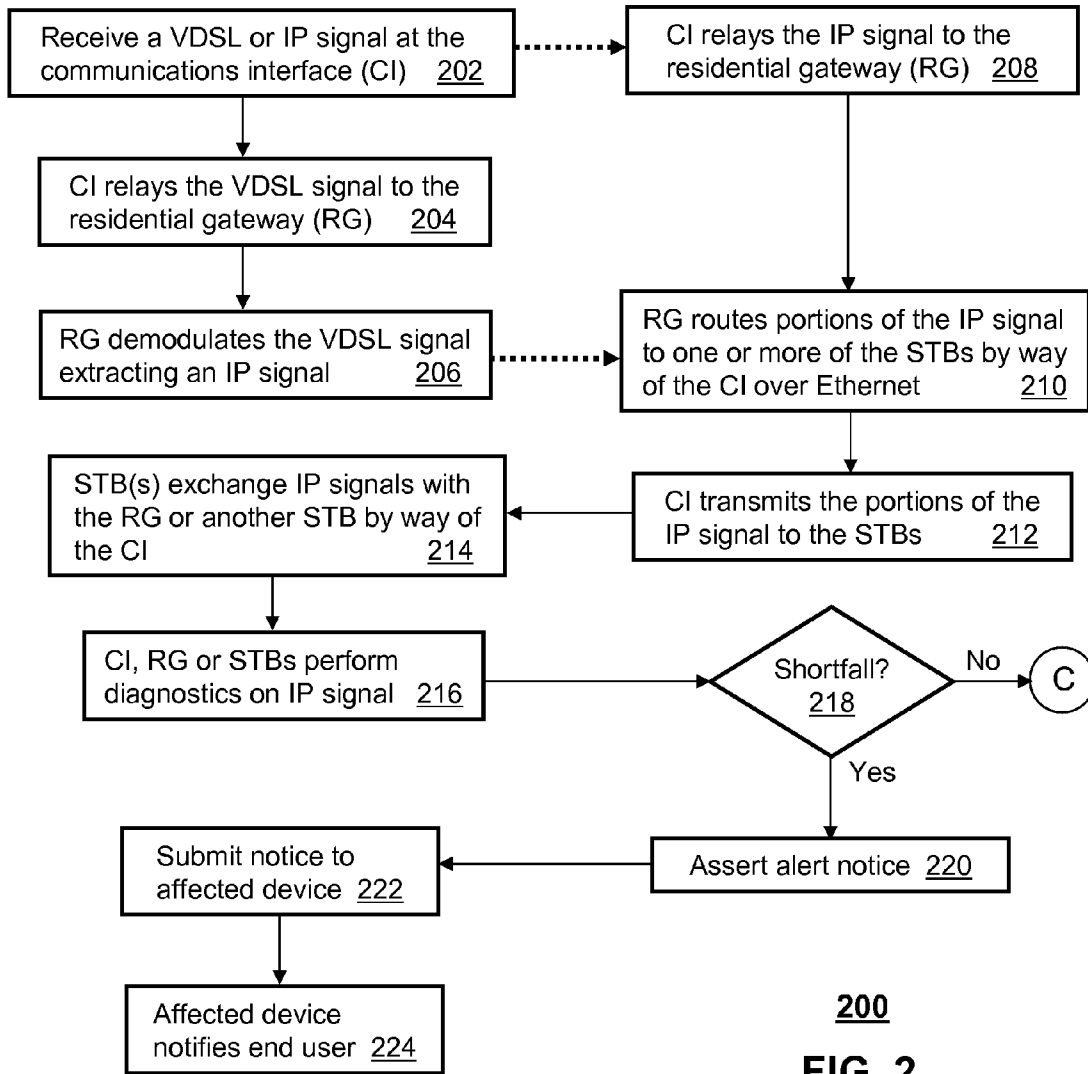 Receive a VDSL or IP signal at the
communications interface (CI) 202
CI relays the IP signal to the
residential gateway (RG) 208
CI relays the VDSL signal to the
residential gateway (RG) 204
RG demodulates the VDSL signal
extracting an IP signal 206
RG routes portions of the IP signal
to one or more of the STBs by way
of the CI over Ethernet 210
CI transmits the portions of the
IP signal to the STBs 212
STB(s) exchange IP signals with
the RG or another STB by way of
the CI 214
CI, RG or STBs perform
diagnostics on IP signal 216
Shortfall?
218
No
C
Yes
Assert alert notice 220
Submit notice to
affected device 222
Affected device
notifies end user 224
200
FIG. 2